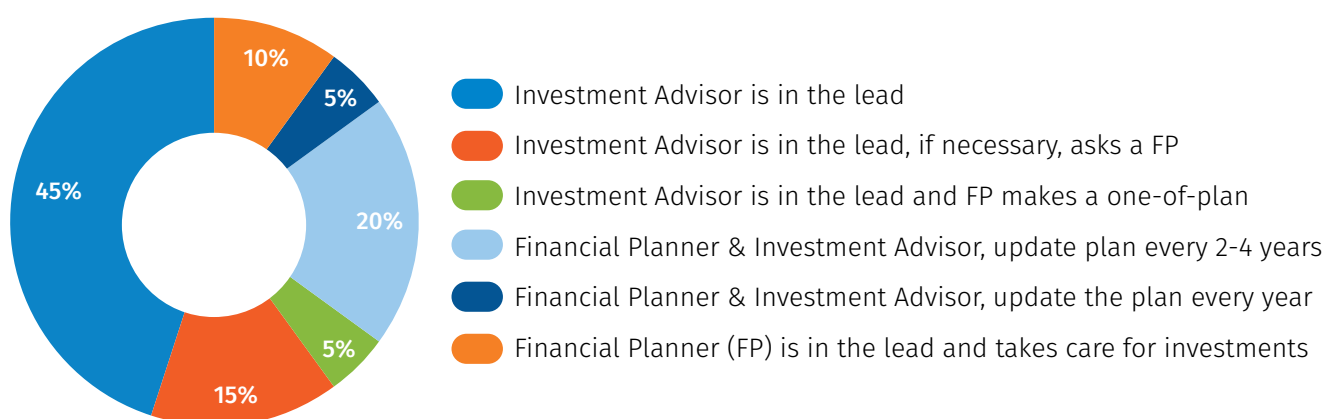 10%
5%
45%
20%
5%
15%
Investment Advisor is in the lead
Investment Advisor is in the lead, if necessary, asks a FP
Investment Advisor is in the lead and FP makes a one-of-plan
Financial Planner & Investment Advisor, update plan every 2-4 years
Financial Planner & Investment Advisor, update the plan every year
Financial Planner (FP) is in the lead and takes care for investments